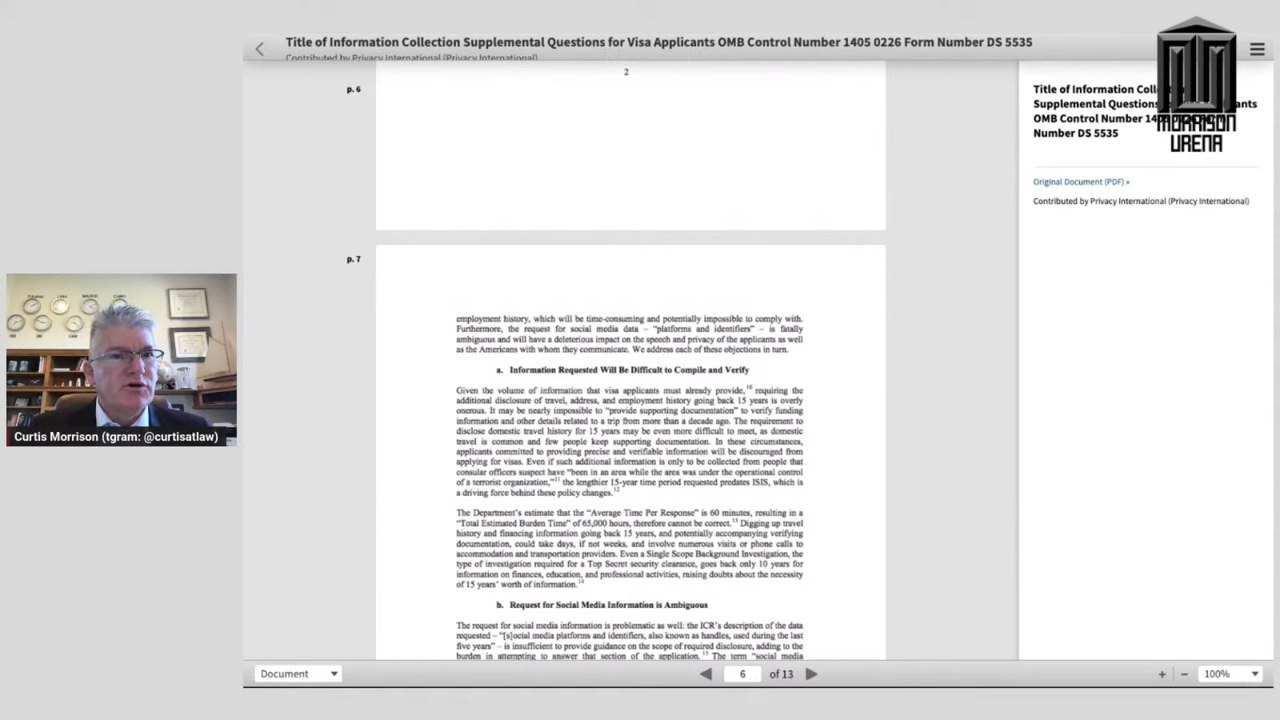 Title of Information Collection Supplemental Questions for Visa Applicants OMB Control Number 1405 0226 Form Number DS 5535
Contributed by Privacy International (Privacy International)
2
p. 6
p. 7
employment history, which will be time-consuming and potentially impossible to comply with.
Furthermore, the request for social media data – “platforms and identifiers” – is fatally
ambiguous and will have a deleterious impact on the speech and privacy of the applicants as well
as the Americans with whom they communicate. We address each of these objections in turn.
a. Information Requested Will Be Difficult to Compile and Verify
Given the volume of information that visa applicants must already provide,10 requiring the
additional disclosure of travel, address, and employment history going back 15 years is overly
onerous. It may be nearly impossible to “provide supporting documentation” to verify funding
information and other details related to a trip from more than a decade ago. The requirement to
disclose domestic travel history for 15 years may be even more difficult to meet, as domestic
travel is common and few people keep supporting documentation. In these circumstances,
applicants committed to providing precise and verifiable information will be discouraged from
applying for visas. Even if such additional information is only to be collected from people that
consular officers suspect have “been in an area while the area was under the operational control
of a terrorist organization,”11 the lengthier 15-year time period requested predates ISIS, which is
a driving force behind these policy changes.12
The Department’s estimate that the “Average Time Per Response” is 60 minutes, resulting in a
“Total Estimated Burden Time” of 65,000 hours, therefore cannot be correct.13 Digging up travel
history and financing information going back 15 years, and potentially accompanying verifying
documentation, could take days, if not weeks, and involve numerous visits or phone calls to
accommodation and transportation providers. Even a Single Scope Background Investigation, the
type of investigation required for a Top Secret security clearance, goes back only 10 years for
information on finances, education, and professional activities, raising doubts about the necessity
of 15 years’ worth of information.14
b. Request for Social Media Information is Ambiguous
The request for social media information is problematic as well: the ICR’s description of the data
requested – “[s]ocial media platforms and identifiers, also known as handles, used during the last
five years” – is insufficient to provide guidance on the scope of required disclosure, adding to the
burden in attempting to answer that section of the application.15 The term “social media
Title of Information Coll
Supplemental Questions ants
OMB Control Number 140
Number DS 5535
Original Document (PDF) »
Contributed by Privacy International (Privacy International)
MORRISON
URENA
MADRID
CAIRO
Curtis Morrison (tgram: @curtisatlaw)
Document
6 of 13
+ −
100%